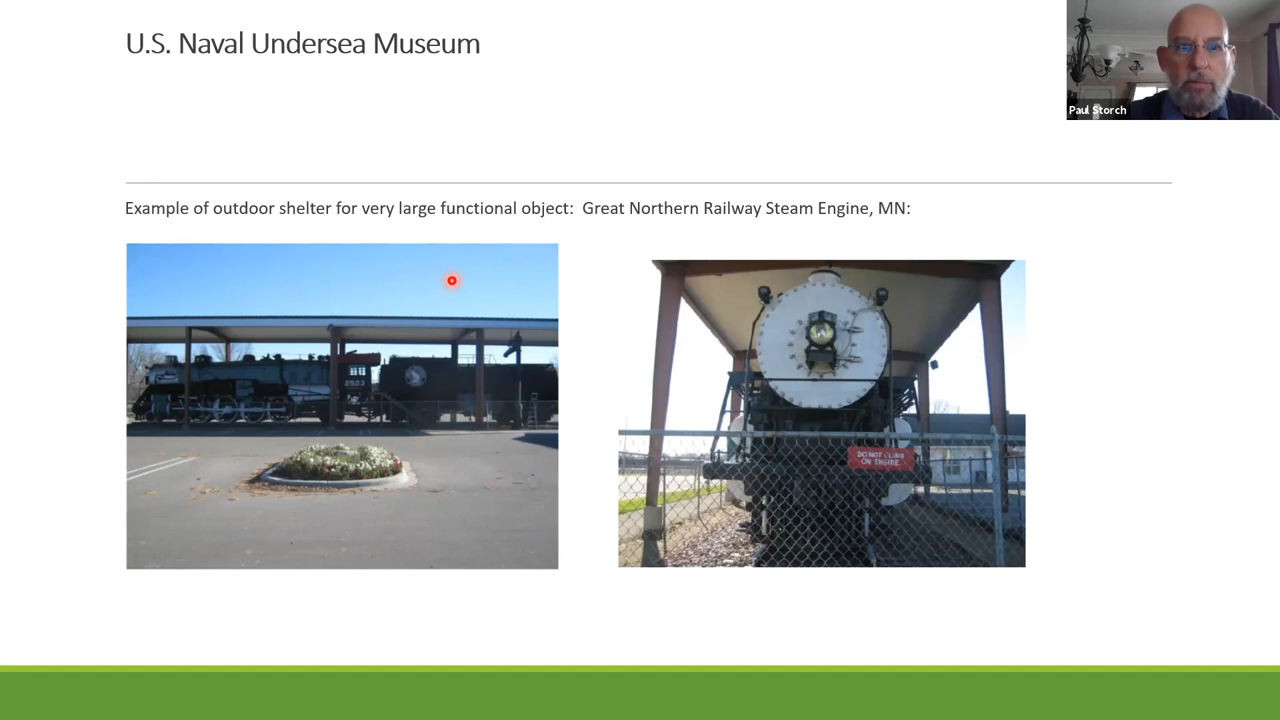 U.S. Naval Undersea Museum
Paul Storch
Example of outdoor shelter for very large functional object:  Great Northern Railway Steam Engine, MN:
2523
DO NOT CLIMB
ON ENGINE